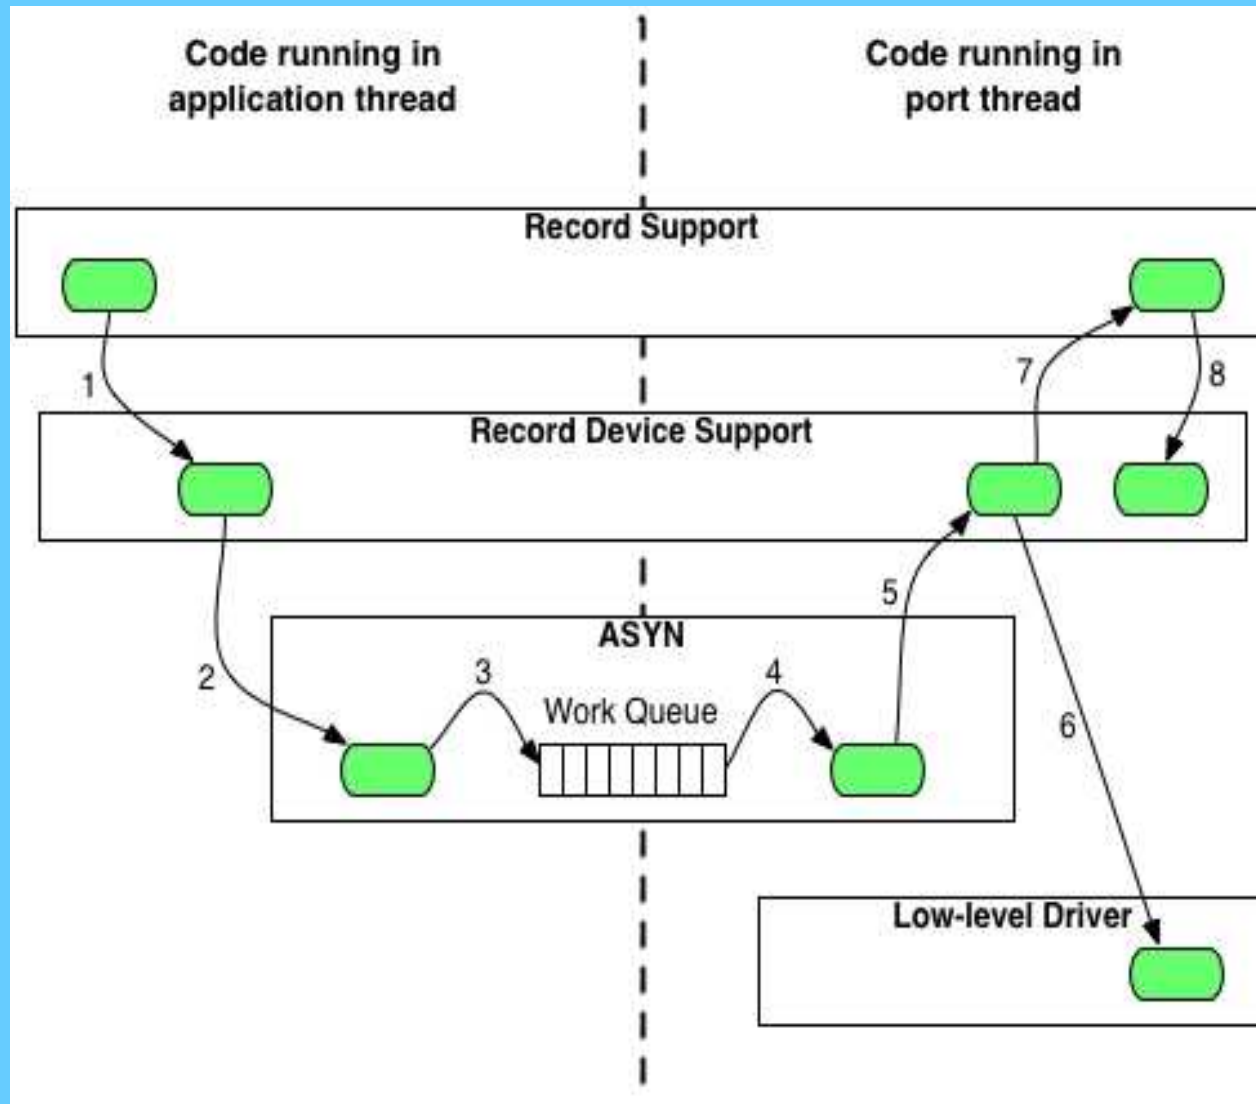 Code running in
application thread
Code running in
port thread
Record Support
1
7
8
Record Device Support
2
5
ASYN
3
4
Work Queue
6
Low-level Driver